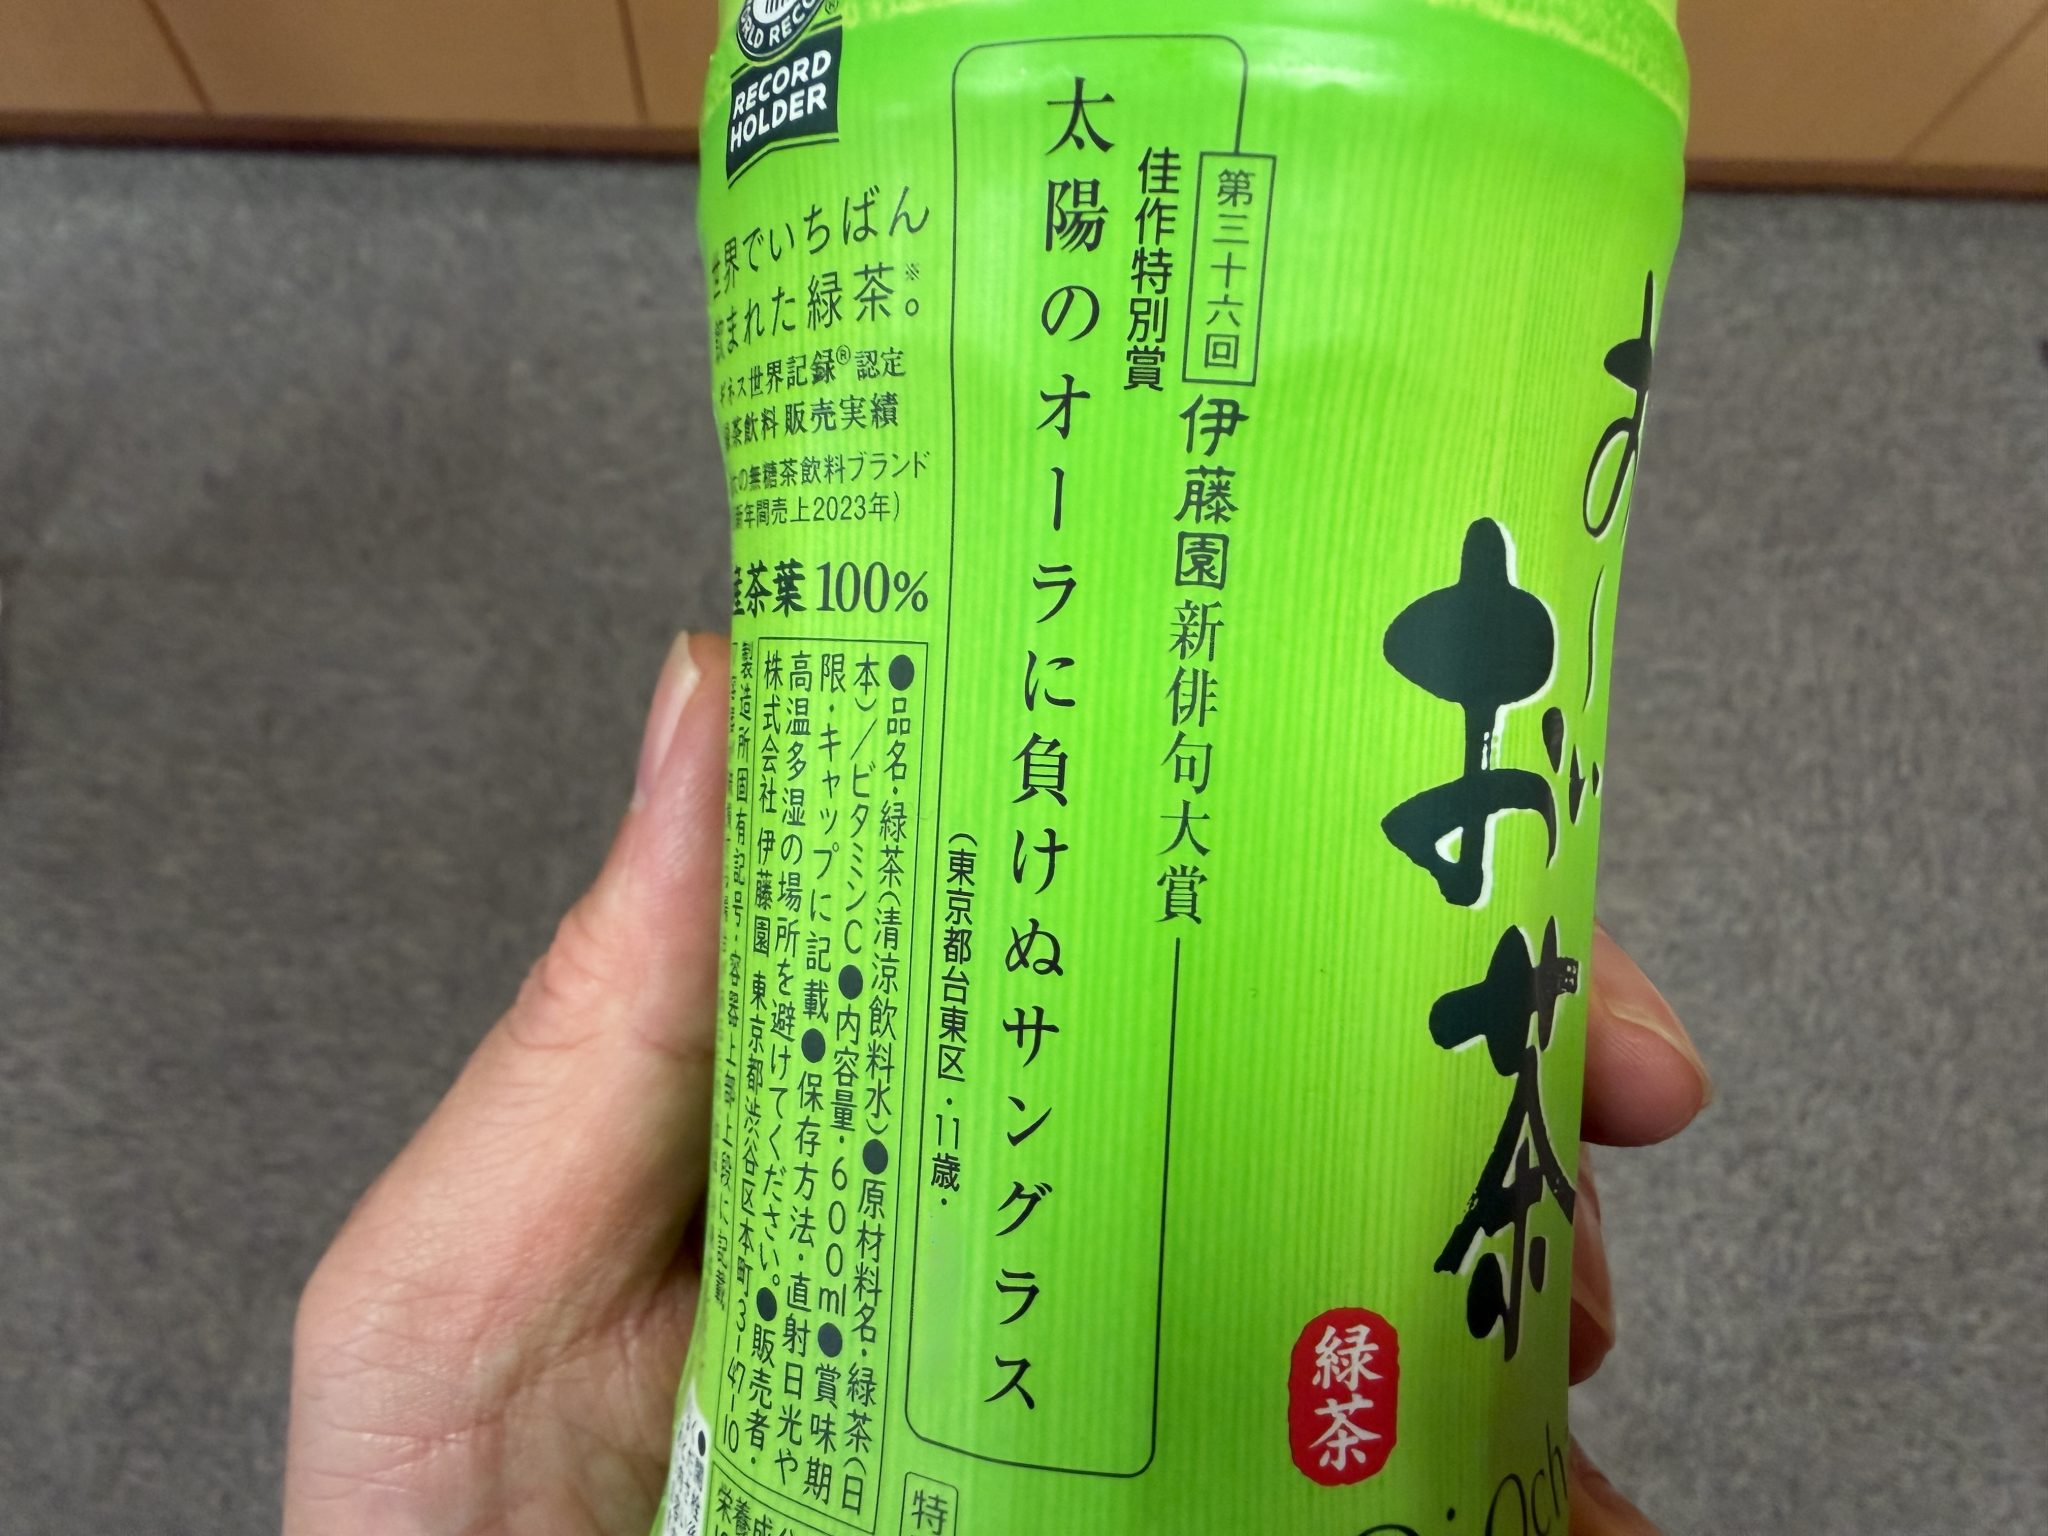 RECORD
HOLDER
世界でいちばん
飲まれた緑茶※。
ギネス世界記録®認定
緑茶飲料販売実績
の無糖茶飲料ブランド
新年間売上2023年)
産茶葉100%
第三十六回
伊藤園新俳句大賞
佳作特別賞
太陽のオーラに負けぬサングラス
(東京都台東区・11歳・
お〜いお茶
緑茶
●品名・緑茶(清涼飲料水)●原材料名・緑茶(日
本)/ビタミンC●内容量・600ml●賞味期
限・キャップに記載●保存方法・直射日光や
高温多湿の場所を避けてください。●販売者・
株式会社 伊藤園 東京都渋谷区本町3-47-10
製造所固有記号・容器上部上段に記載
栄養成分
特